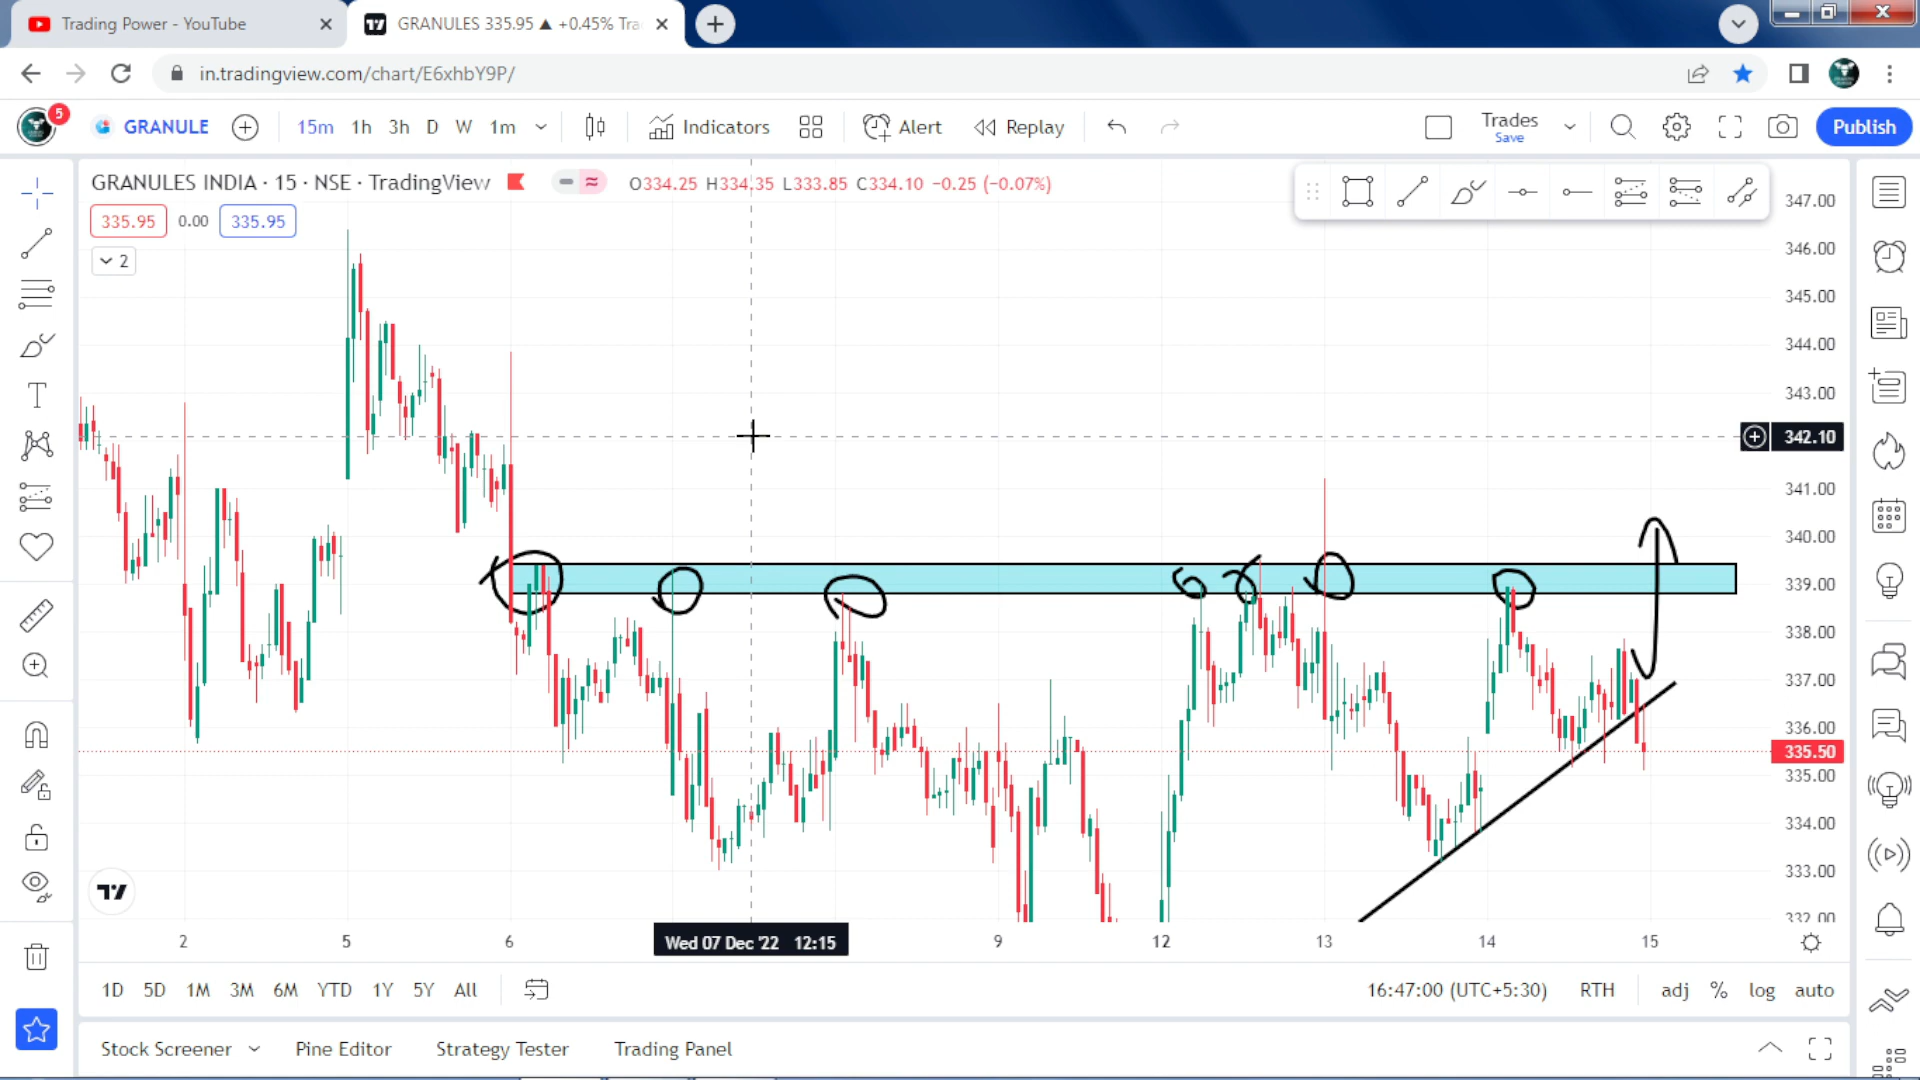 Trading Power - YouTube
GRANULES 335.95 ▲ +0.45% Tra
in.tradingview.com/chart/E6xhbY9P/
5
GRANULE 15m 1h 3h D W 1m Indicators Alert Replay Trades Save Publish
GRANULES INDIA · 15 · NSE · TradingView O334.25 H334.35 L333.85 C334.10 −0.25 (−0.07%)
335.95 0.00 335.95
2
347.00
346.00
345.00
344.00
343.00
342.10
341.00
340.00
339.00
338.00
337.00
336.00
335.50
335.00
334.00
333.00
332.00
2 5 6 Wed 07 Dec '22 12:15 9 12 13 14 15
1D 5D 1M 3M 6M YTD 1Y 5Y All 16:47:00 (UTC+5:30) RTH adj % log auto
Stock Screener Pine Editor Strategy Tester Trading Panel